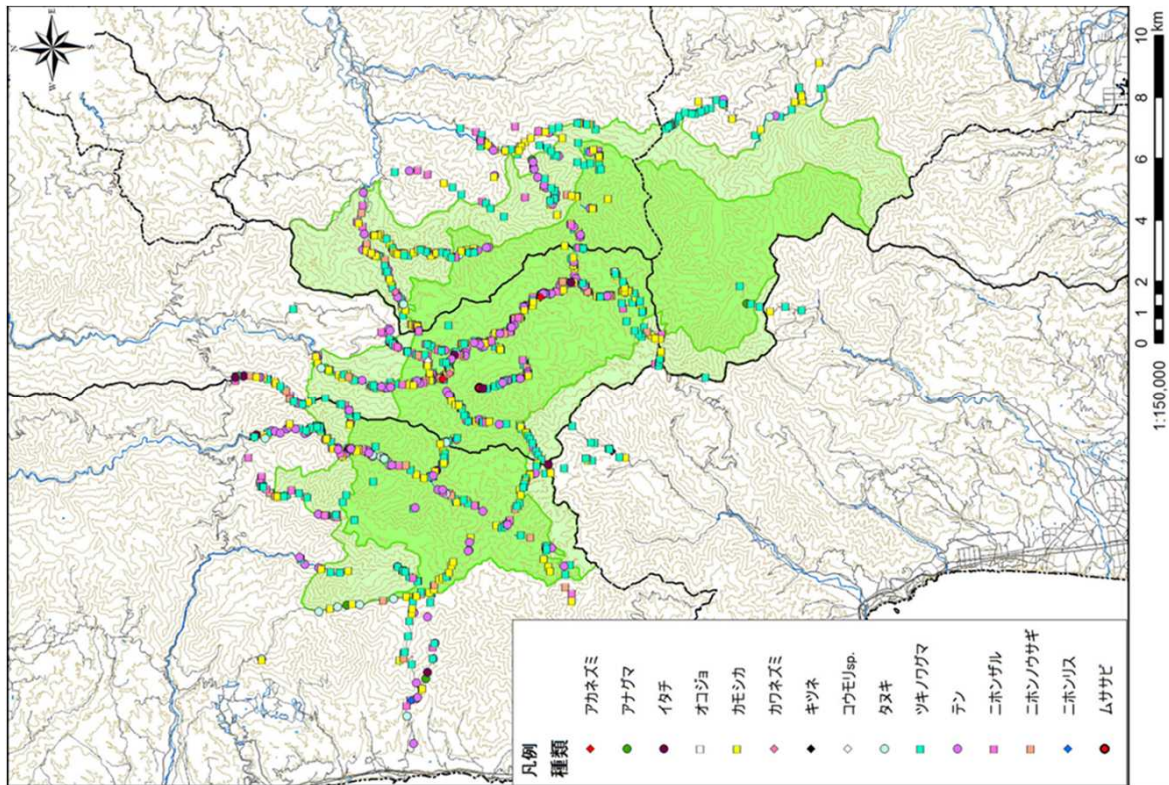 N
E
S
W
凡例
種類
アカネズミ
アナグマ
イタチ
オコジョ
カモシカ
カワネズミ
キツネ
コウモリsp.
タヌキ
ツキノワグマ
テン
ニホンザル
ニホンノウサギ
ニホンリス
ムササビ
1:150,000
0 1 2 4 6 8 10
km